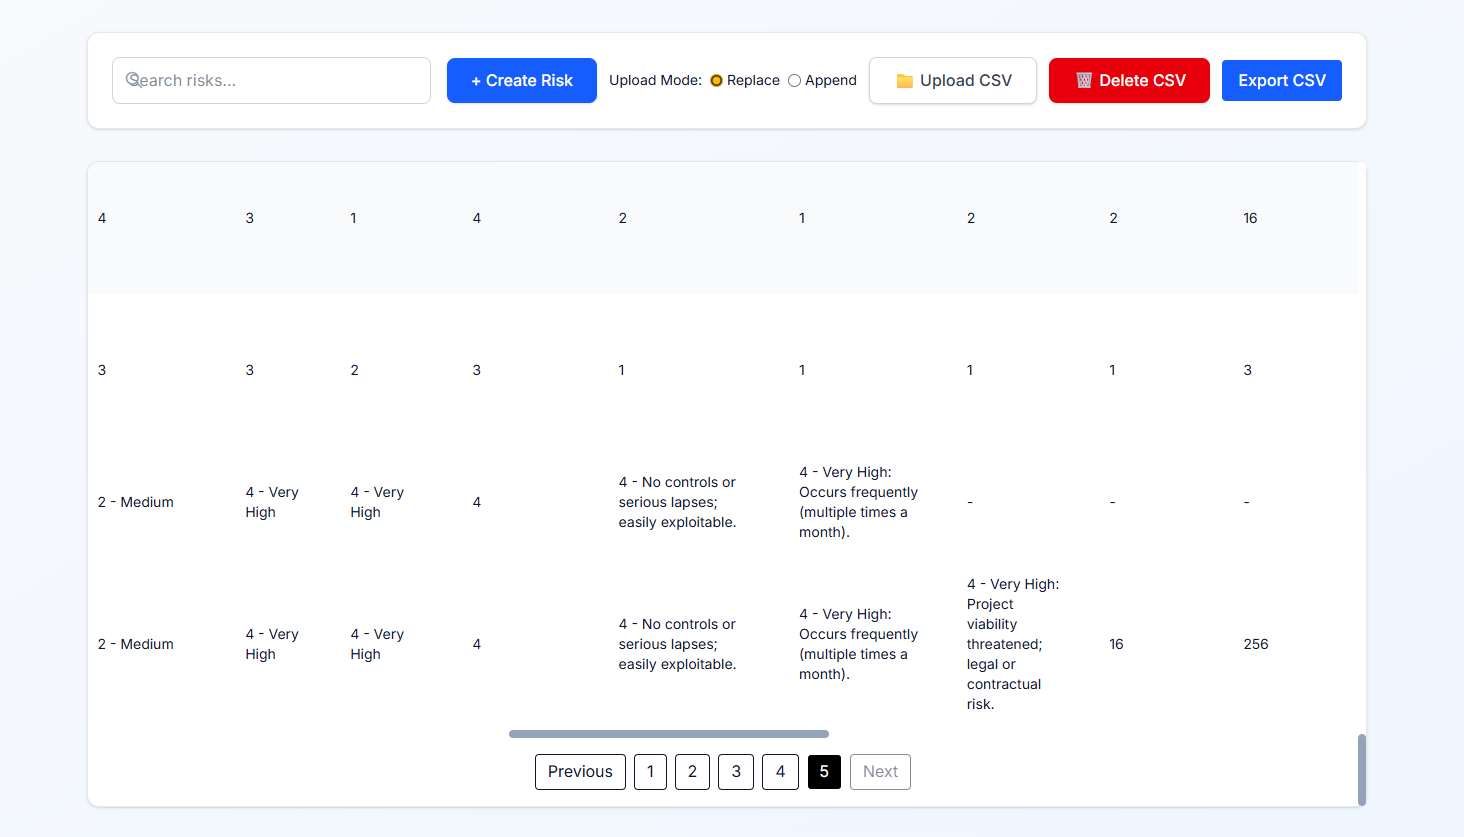 Search risks...
+ Create Risk
Upload Mode:
Replace
Append
Upload CSV
Delete CSV
Export CSV
4 3 1 4 2 1 2 2 16
3 3 2 3 1 1 1 1 3
2 - Medium
4 - Very
High
4 - Very
High
4
4 - No controls or
serious lapses;
easily exploitable.
4 - Very High:
Occurs frequently
(multiple times a
month).
-
-
-
2 - Medium
4 - Very
High
4 - Very
High
4
4 - No controls or
serious lapses;
easily exploitable.
4 - Very High:
Occurs frequently
(multiple times a
month).
4 - Very High:
Project
viability
threatened;
legal or
contractual
risk.
16
256
Previous 1 2 3 4 5 Next